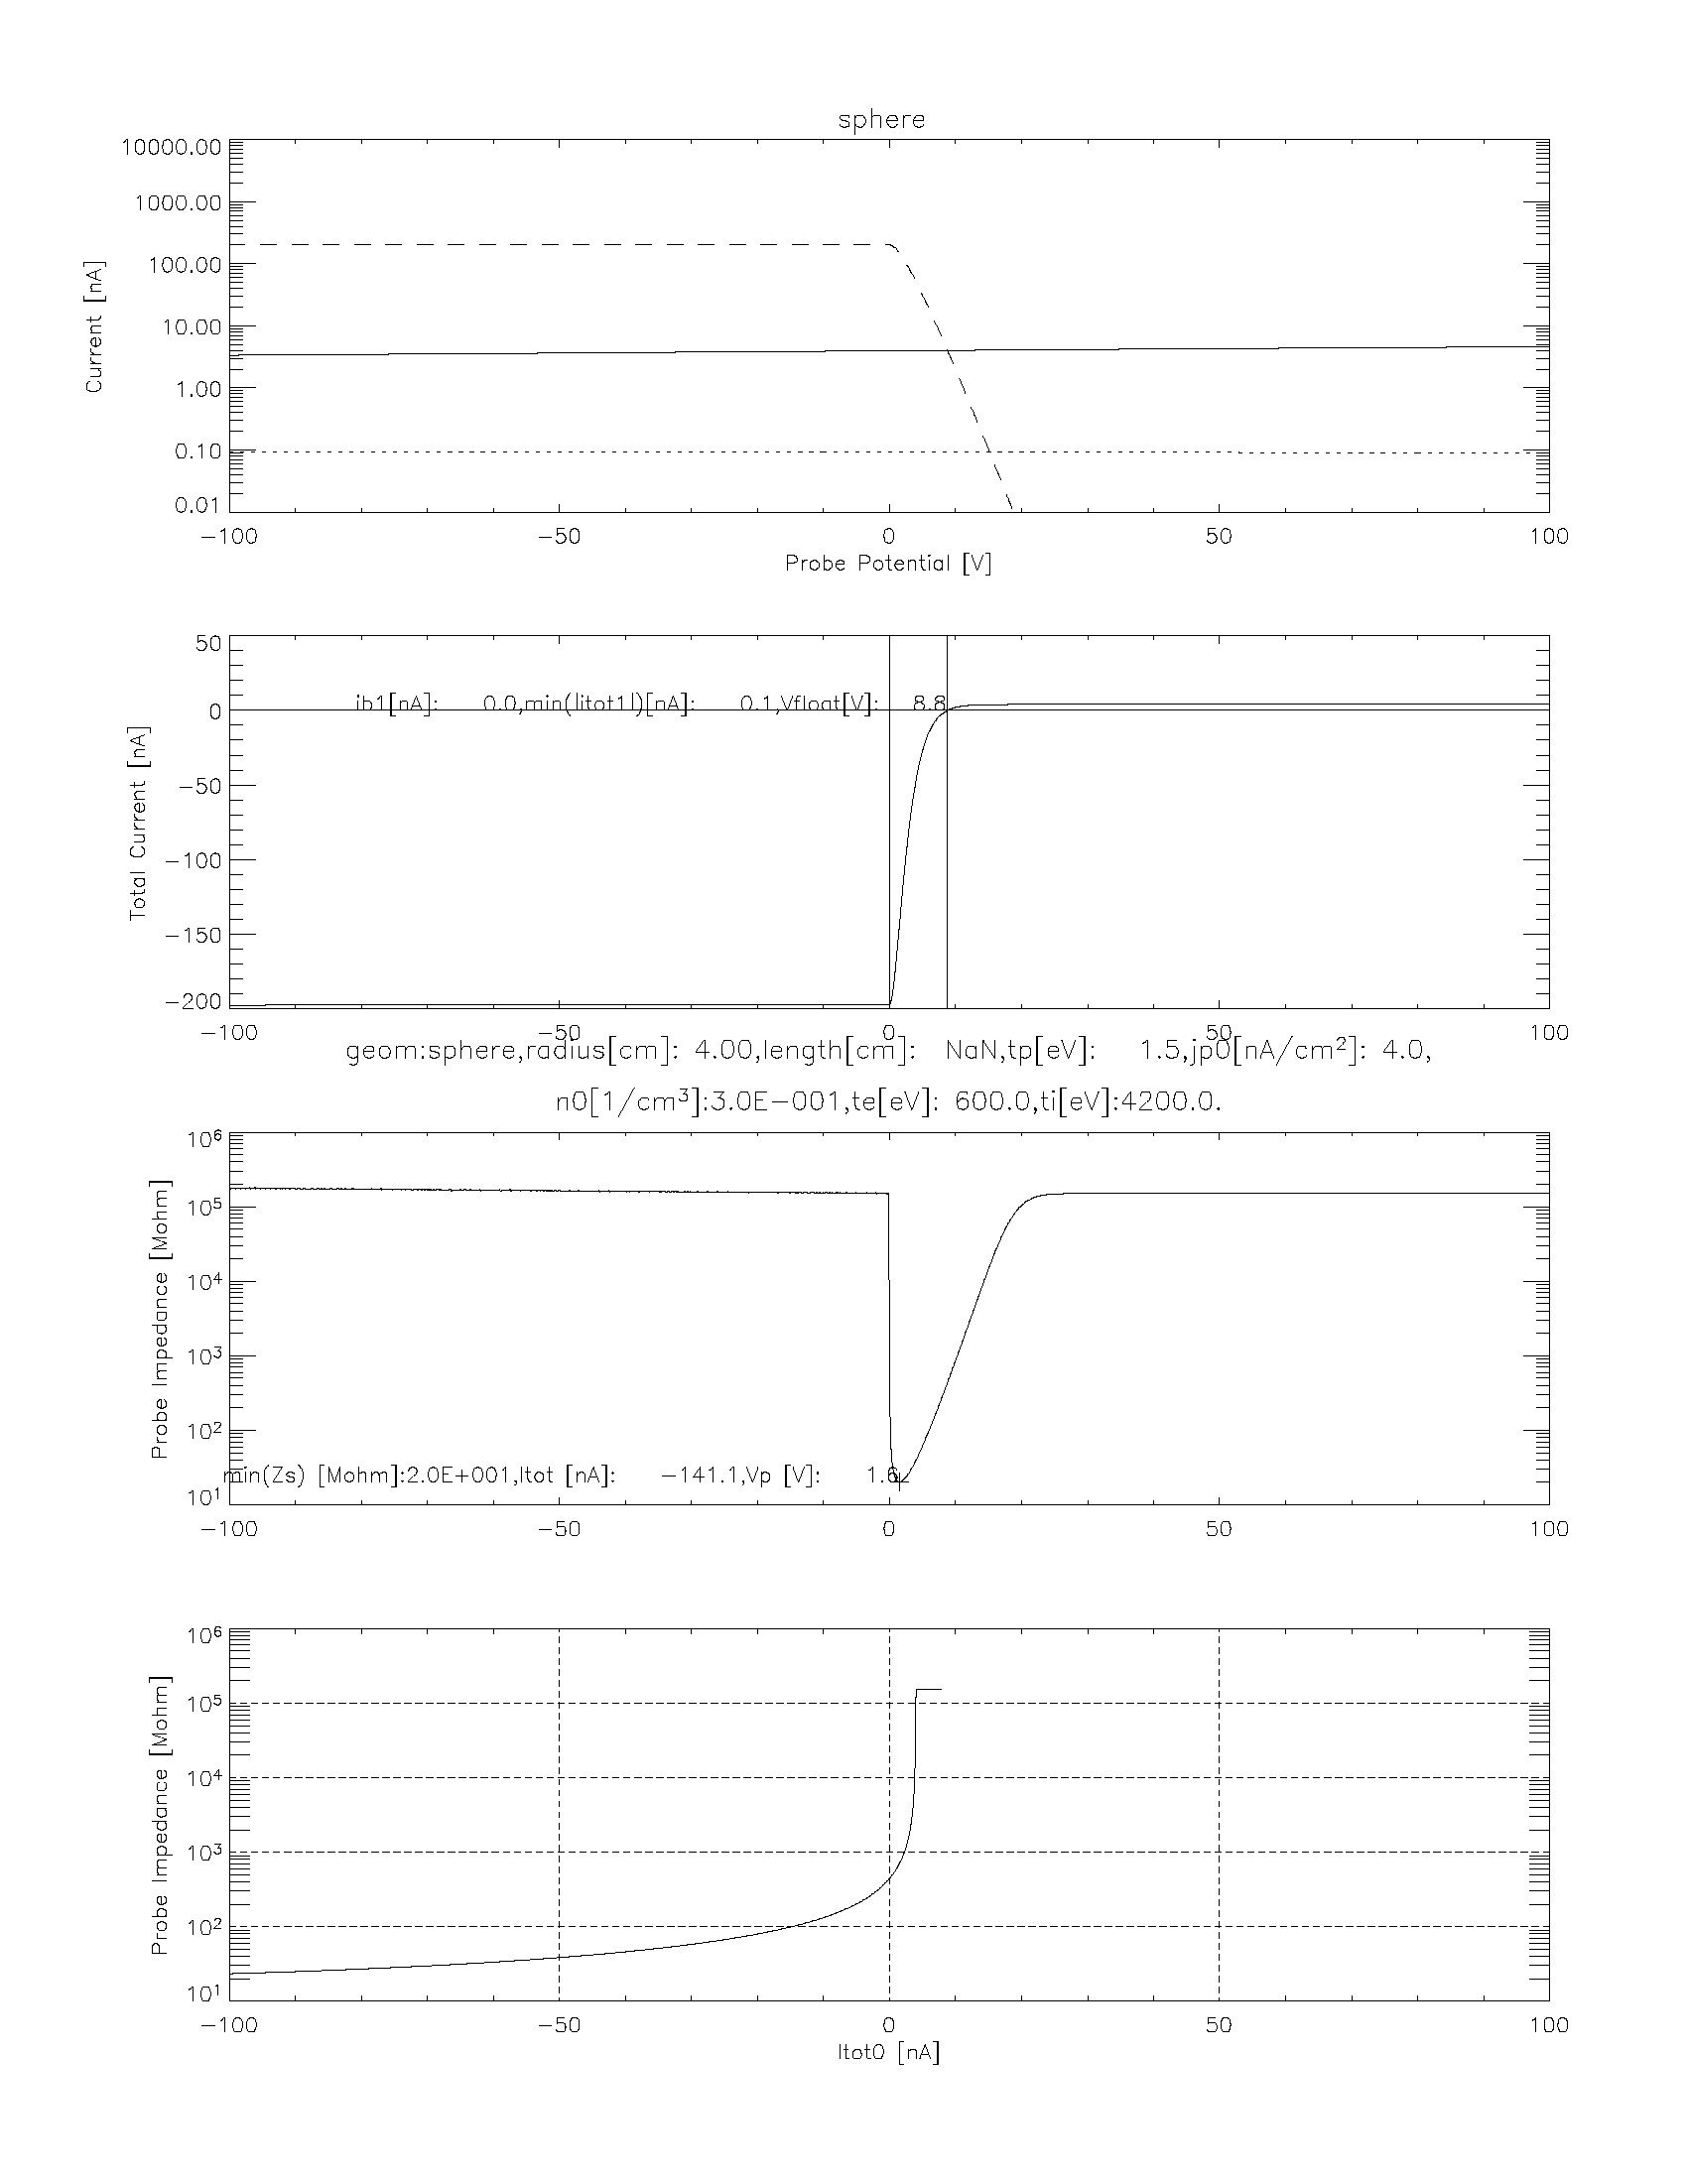 sphere
10000.00
1000.00
100.00
10.00
1.00
0.10
0.01
Current [nA]
−100 −50 0 50 100
Probe Potential [V]
50
0
−50
−100
−150
−200
Total Current [nA]
ib1[nA]: 0.0,min(|itot1|)[nA]: 0.1,Vfloat[V]: 8.8
−100 −50 0 50 100
geom:sphere,radius[cm]: 4.00,length[cm]: NaN,tp[eV]: 1.5,jp0[nA/cm²]: 4.0,
n0[1/cm³]:3.0E−001,te[eV]: 600.0,ti[eV]:4200.0.
10⁶
10⁵
10⁴
10³
10²
10¹
Probe Impedance [Mohm]
min(Zs) [Mohm]:2.0E+001,Itot [nA]: −141.1,Vp [V]: 1.6
−100 −50 0 50 100
10⁶
10⁵
10⁴
10³
10²
10¹
Probe Impedance [Mohm]
−100 −50 0 50 100
Itot0 [nA]